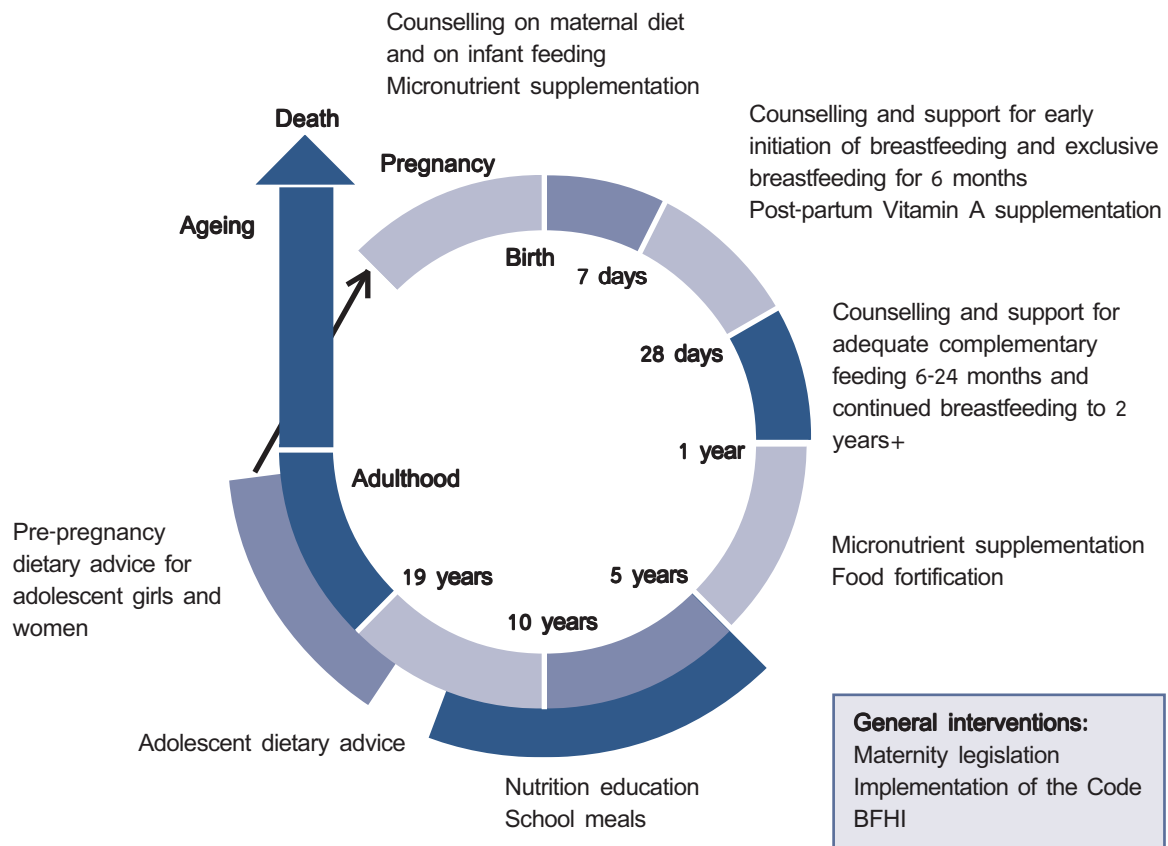 Counselling on maternal diet
and on infant feeding
Micronutrient supplementation
Death
Pregnancy
Counselling and support for early
initiation of breastfeeding and exclusive
breastfeeding for 6 months
Post-partum Vitamin A supplementation
Ageing
Birth
7 days
28 days
Counselling and support for
adequate complementary
feeding 6-24 months and
continued breastfeeding to 2
years+
1 year
Adulthood
Pre-pregnancy
dietary advice for
adolescent girls and
women
Micronutrient supplementation
Food fortification
19 years
5 years
10 years
Adolescent dietary advice
Nutrition education
School meals
General interventions:
Maternity legislation
Implementation of the Code
BFHI